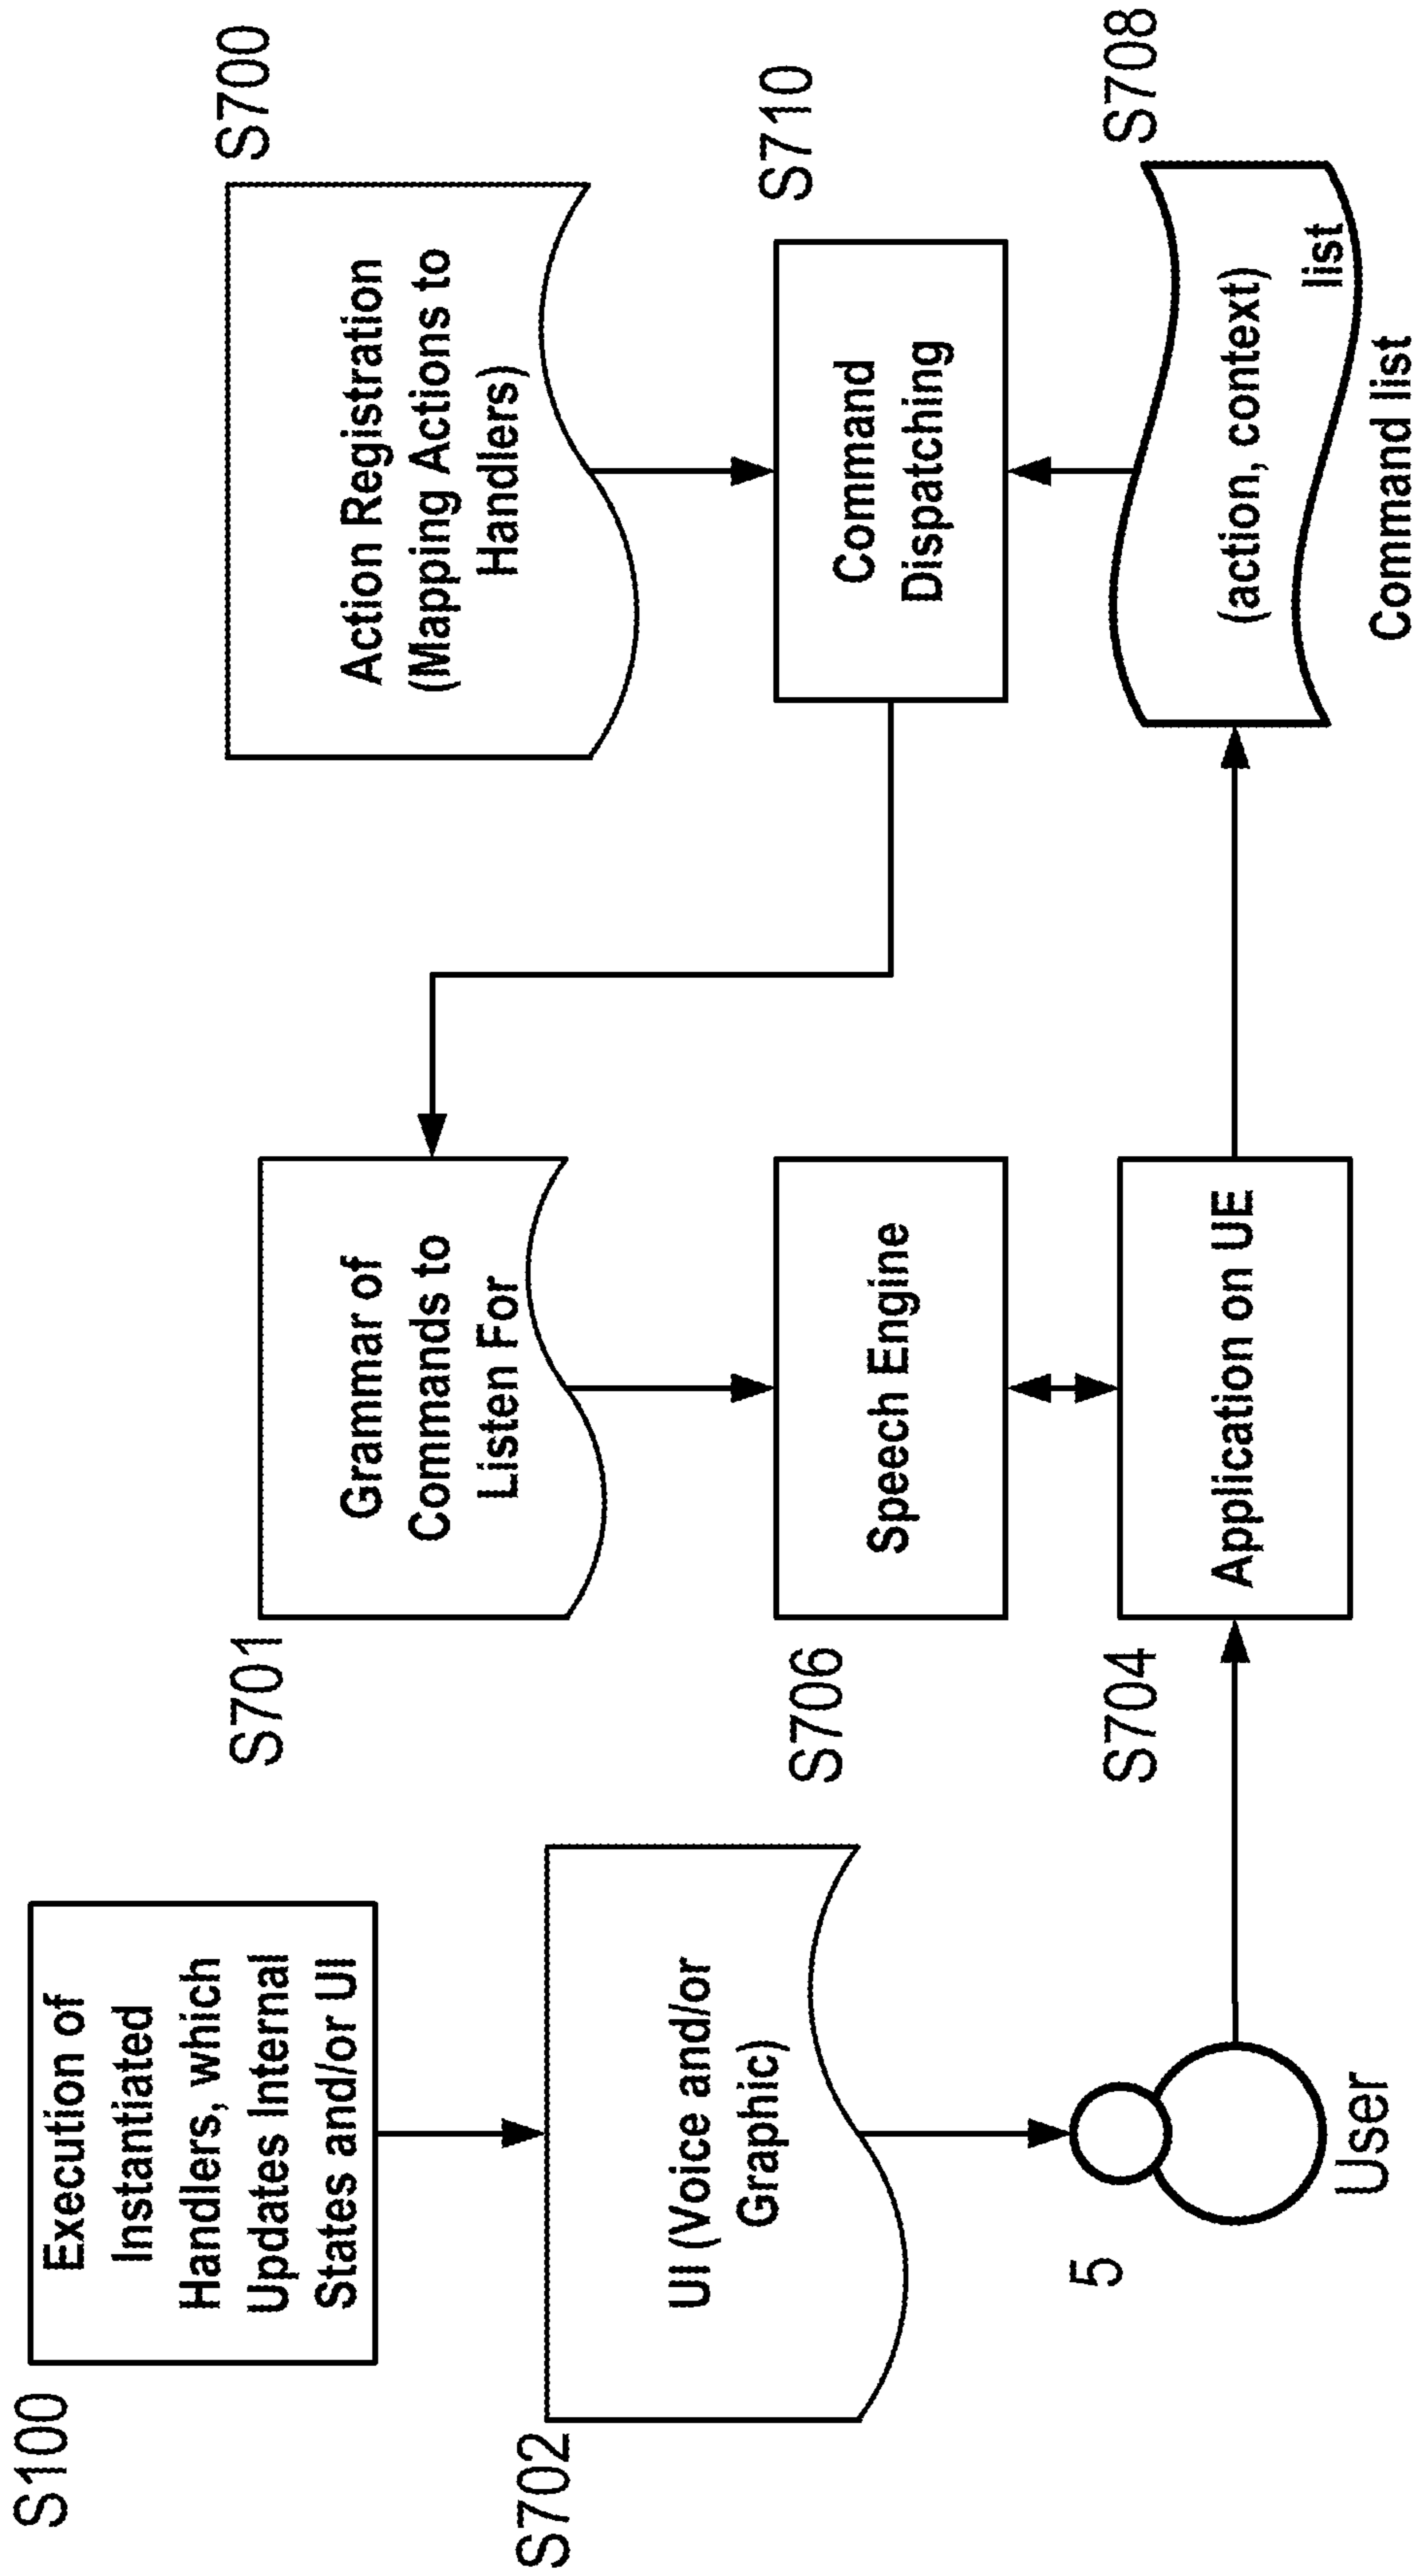 S100
Execution of
Instantiated
Handlers, which
Updates Internal
States and/or UI
S702
UI (Voice and/or
Graphic)
5
User
S701
Grammar of
Commands to
Listen For
S706
Speech Engine
S704
Application on UE
S700
Action Registration
(Mapping Actions to
Handlers)
S710
Command
Dispatching
S708
(action, context)
list
Command list